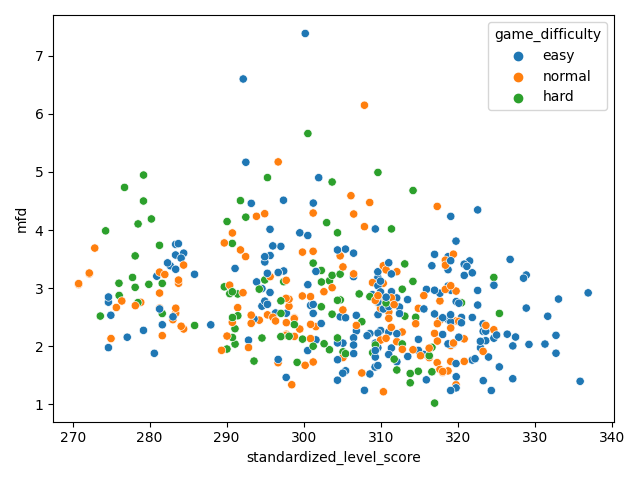 game_difficulty
easy
normal
hard
7
6
5
4
3
2
1
mfd
270 280 290 300 310 320 330 340
standardized_level_score